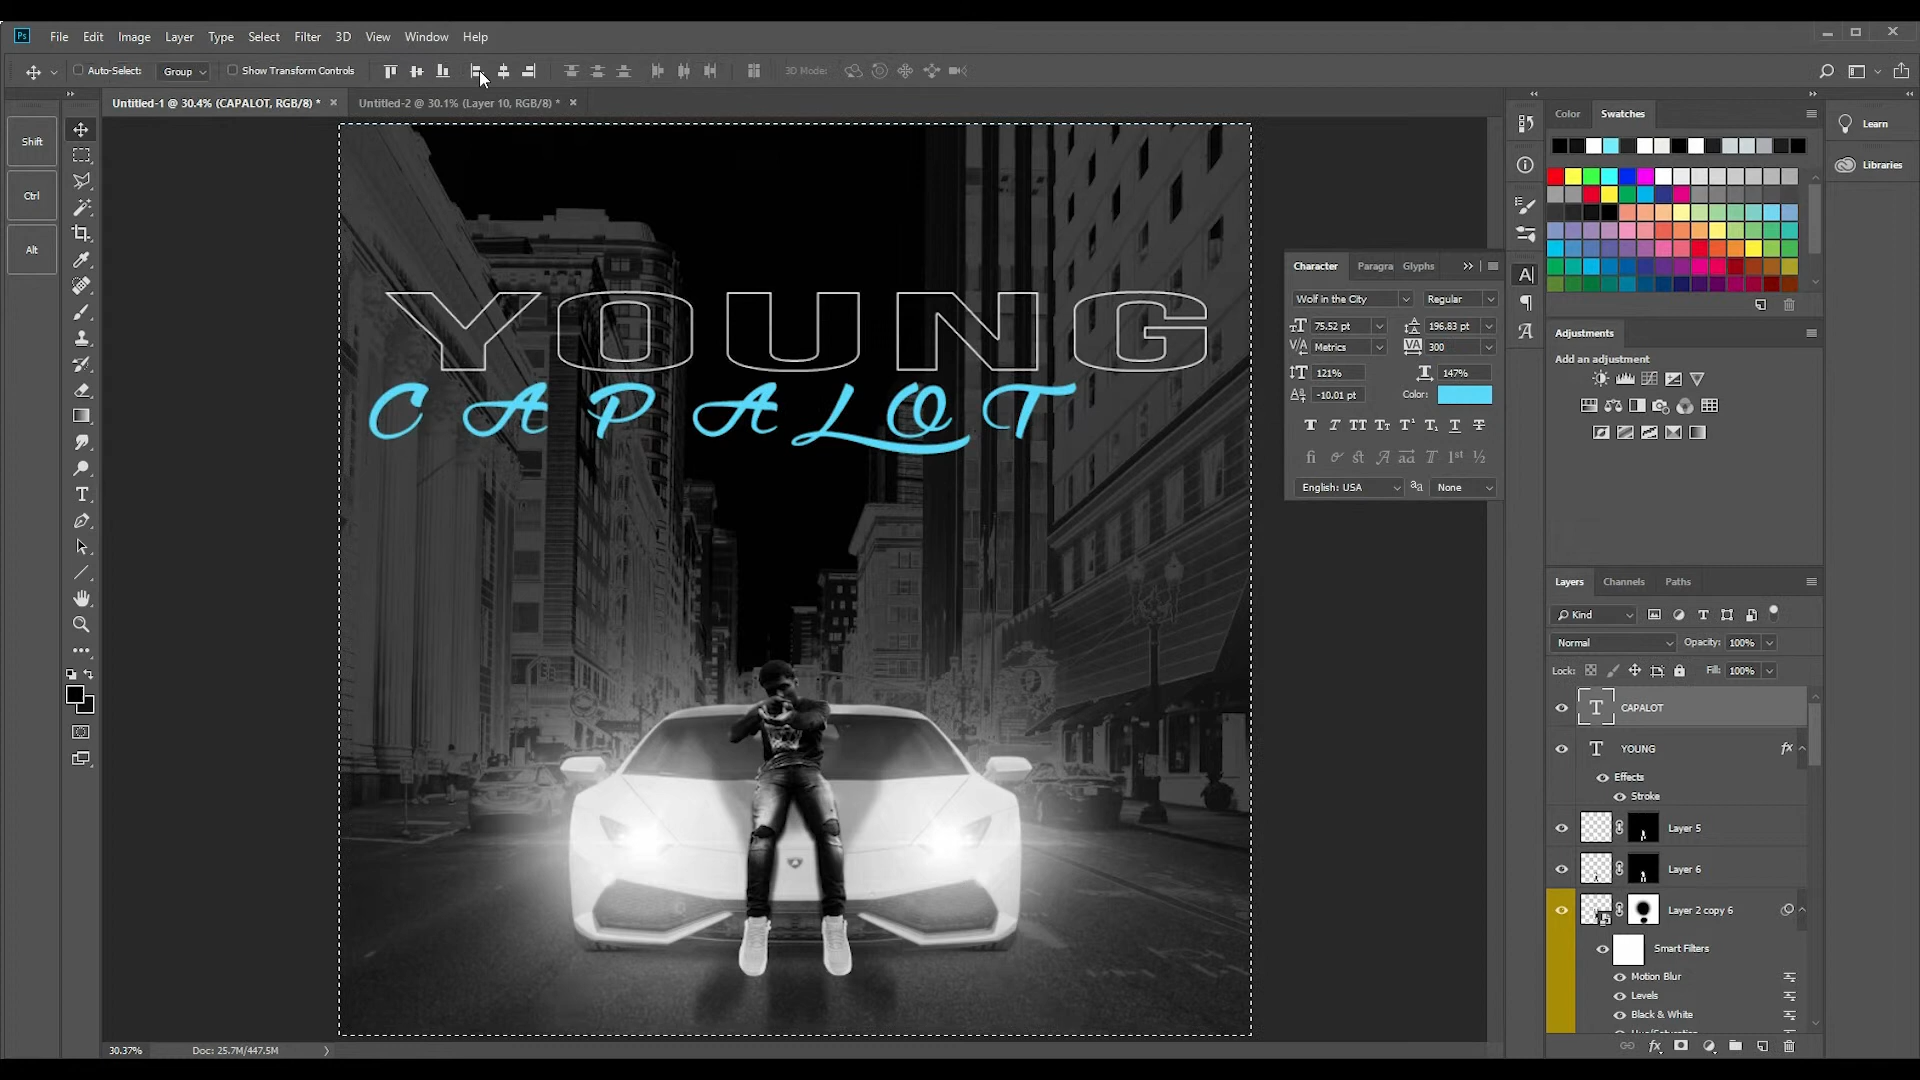 Ps File Edit Image Layer Type Select Filter 3D View Window Help
Auto-Select: Group Show Transform Controls 3D Mode:
Untitled-1 @ 30.4% (CAPALOT, RGB/8) * × Untitled-2 @ 30.1% (Layer 10, RGB/8) * ×
Shift
Ctrl
Alt
YOUNG
CAPALOT
Character Paragra Glyphs
Wolf in the City Regular
75.52 pt 196.83 pt
Metrics 300
121% 147%
-10.01 pt Color:
English: USA aa None
Color Swatches
Learn
Libraries
Adjustments
Add an adjustment
Layers Channels Paths
Kind
Normal Opacity: 100%
Lock: Fill: 100%
CAPALOT
YOUNG fx
Effects
Stroke
Layer 5
Layer 6
Layer 2 copy 6
Smart Filters
Motion Blur
Levels
Black & White
Hue/Saturation
30.37% Doc: 25.7M/447.5M